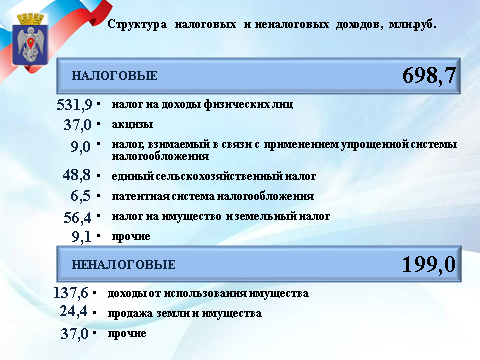 Структура налоговых и неналоговых доходов, млн.руб.
НАЛОГОВЫЕ 698,7
531,9 • налог на доходы физических лиц
37,0 • акцизы
9,0 • налог, взимаемый в связи с применением упрощенной системы
налогообложения
48,8 • единый сельскохозяйственный налог
6,5 • патентная система налогообложения
56,4 • налог на имущество и земельный налог
9,1 • прочие
НЕНАЛОГОВЫЕ 199,0
137,6 • доходы от использования имущества
24,4 • продажа земли и имущества
37,0 • прочие